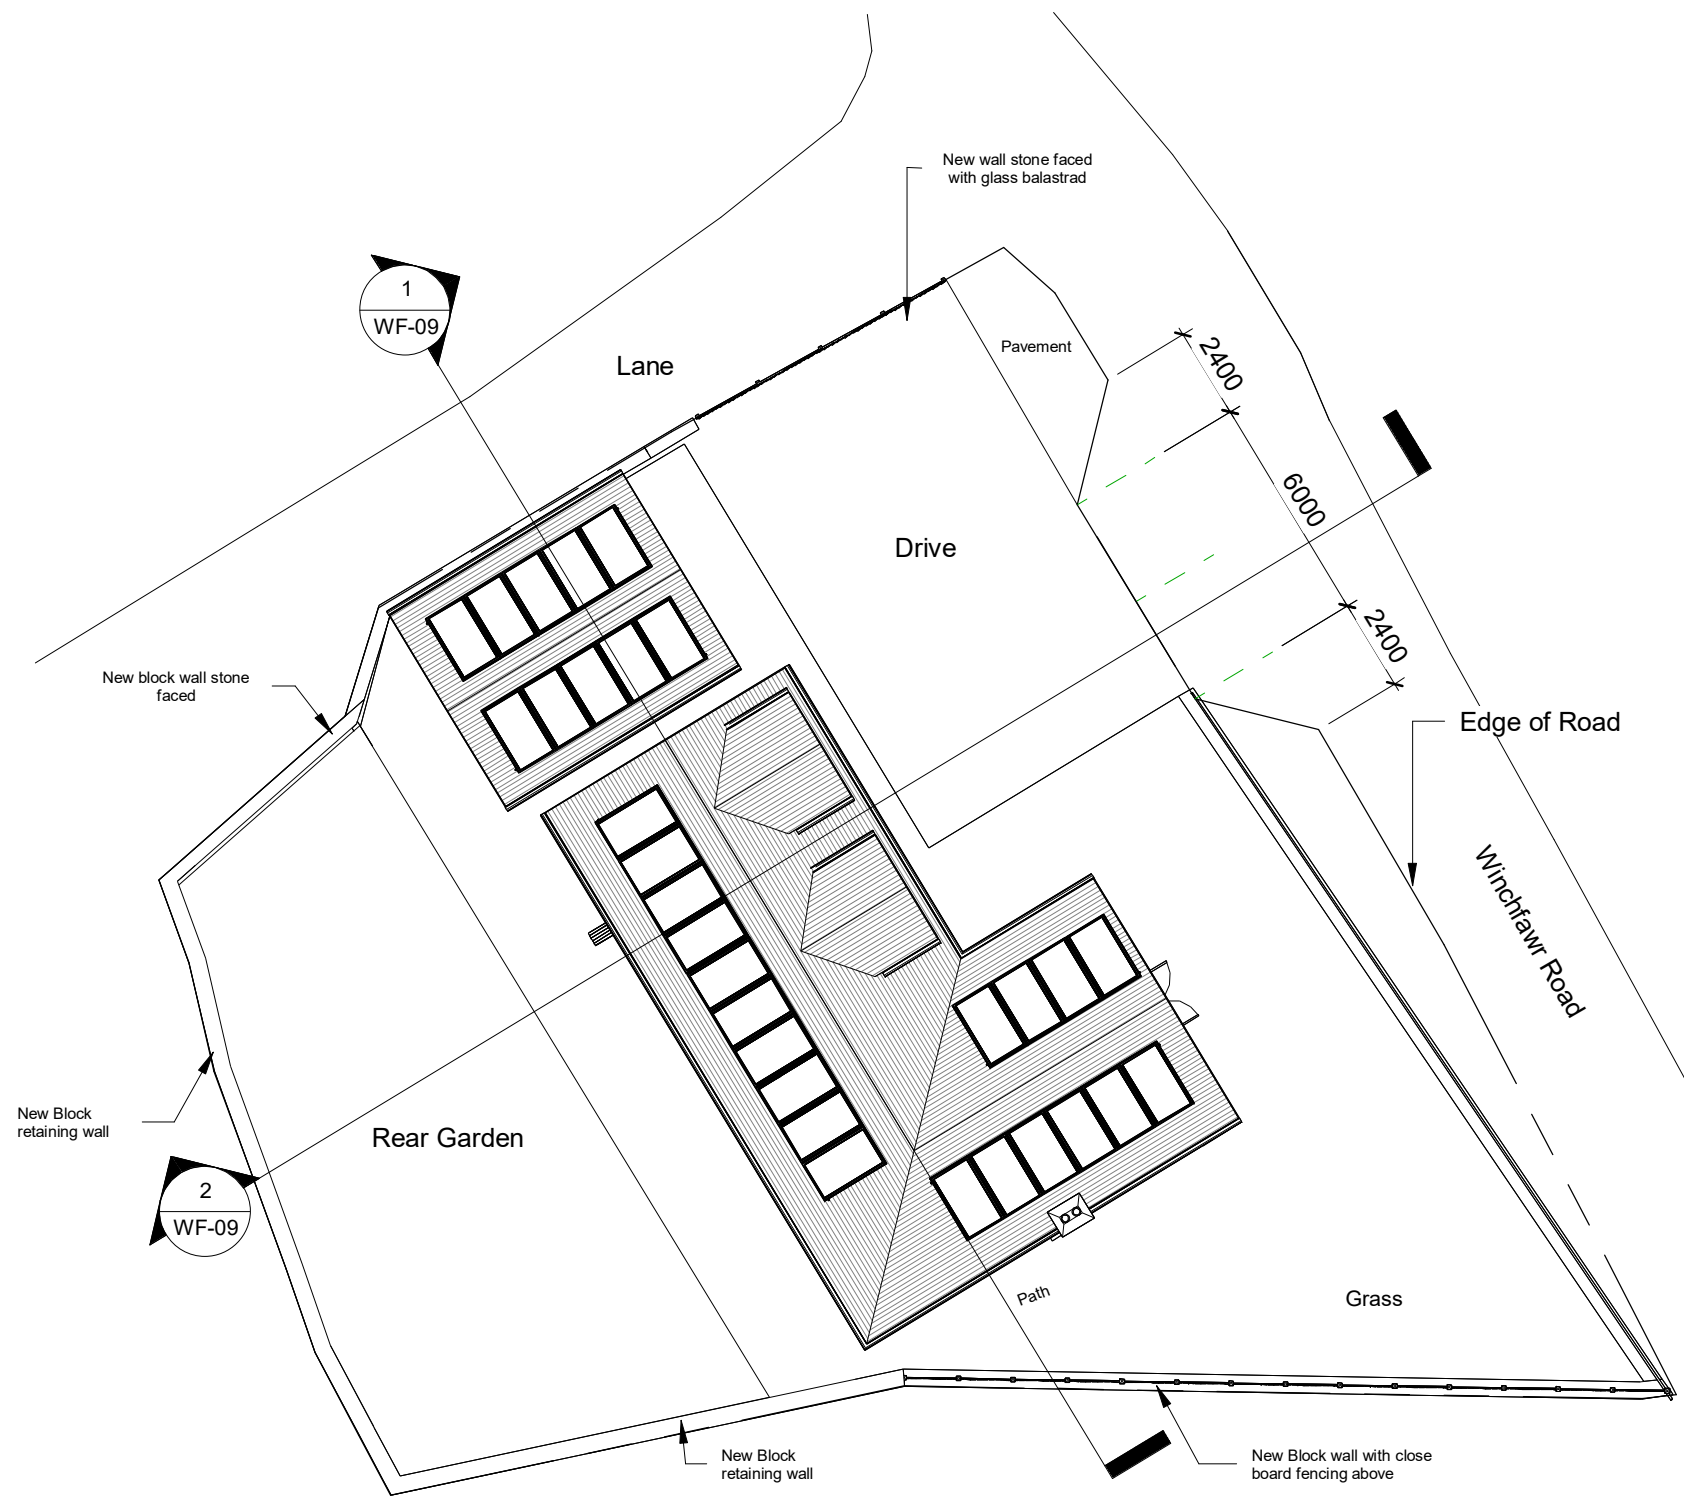 New wall stone faced
with glass balastrad
1
WF-09
Lane
Pavement
2400
6000
Drive
2400
New block wall stone
faced
Edge of Road
Winchfawr Road
New Block
retaining wall
Rear Garden
2
WF-09
Path
Grass
New Block
retaining wall
New Block wall with close
board fencing above